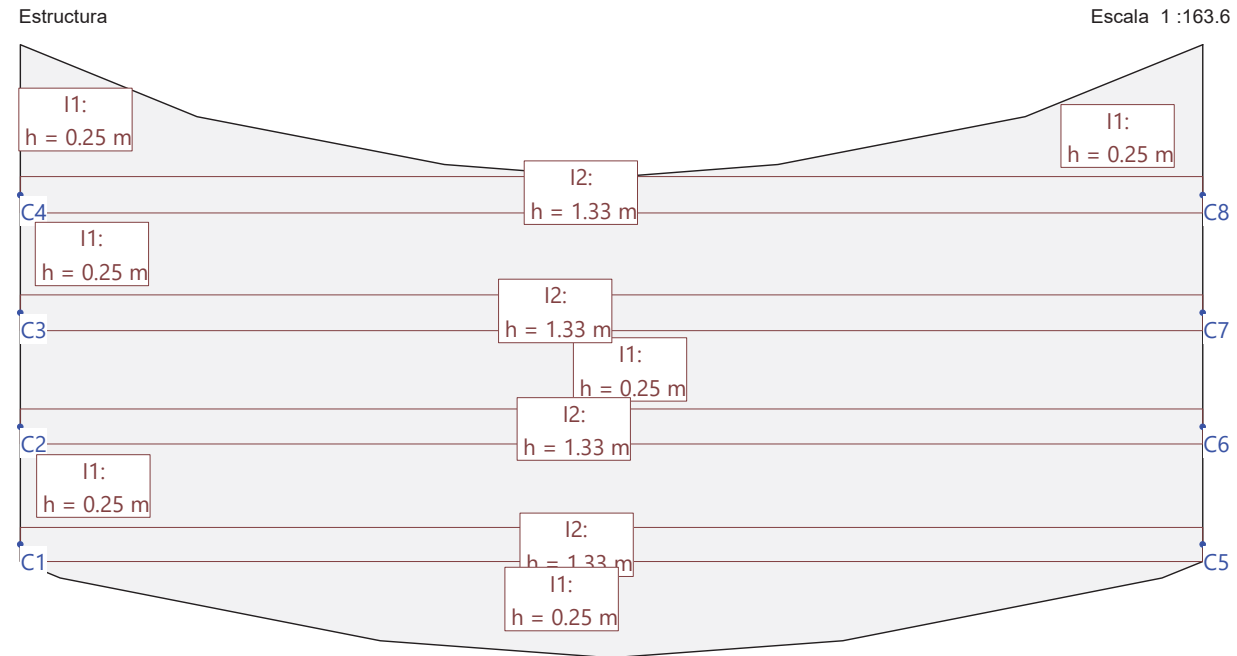 Estructura
Escala 1 :163.6
I1:
h = 0.25 m
I1:
h = 0.25 m
I2:
h = 1.33 m
C4
C8
I1:
h = 0.25 m
I2:
h = 1.33 m
C3
C7
I1:
h = 0.25 m
I2:
h = 1.33 m
C2
C6
I1:
h = 0.25 m
I2:
h = 1.33 m
C1
C5
I1:
h = 0.25 m